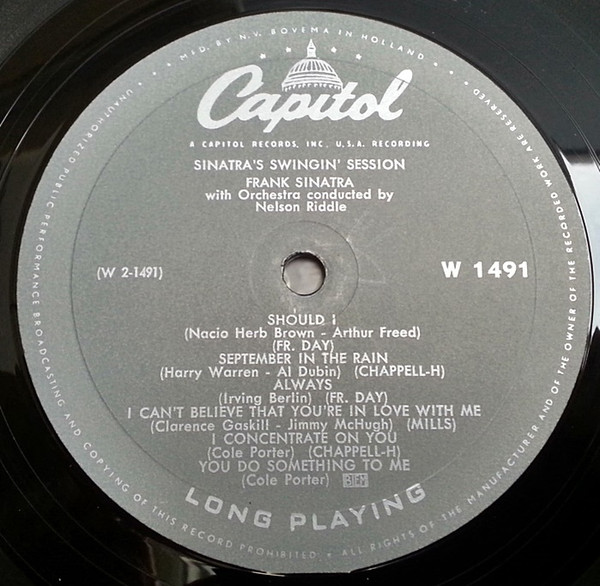 MFD. BY N.V. BOVEMA IN HOLLAND
Capitol
A CAPITOL RECORDS, INC., U.S.A. RECORDING
SINATRA'S SWINGIN' SESSION
FRANK SINATRA
with Orchestra conducted by
Nelson Riddle
(W 2-1491)
W 1491
SHOULD I
(Nacio Herb Brown - Arthur Freed)
(FR. DAY)
SEPTEMBER IN THE RAIN
(Harry Warren - Al Dubin) (CHAPPELL-H)
ALWAYS
(Irving Berlin) (FR. DAY)
I CAN'T BELIEVE THAT YOU'RE IN LOVE WITH ME
(Clarence Gaskill - Jimmy McHugh) (MILLS)
I CONCENTRATE ON YOU
(Cole Porter) (CHAPPELL-H)
YOU DO SOMETHING TO ME
(Cole Porter) BIEM
LONG PLAYING
UNAUTHORIZED PUBLIC PERFORMANCE BROADCASTING AND COPYING OF THIS RECORD PROHIBITED • ALL RIGHTS OF THE MANUFACTURER AND OF THE OWNER OF THE RECORDED WORK ARE RESERVED